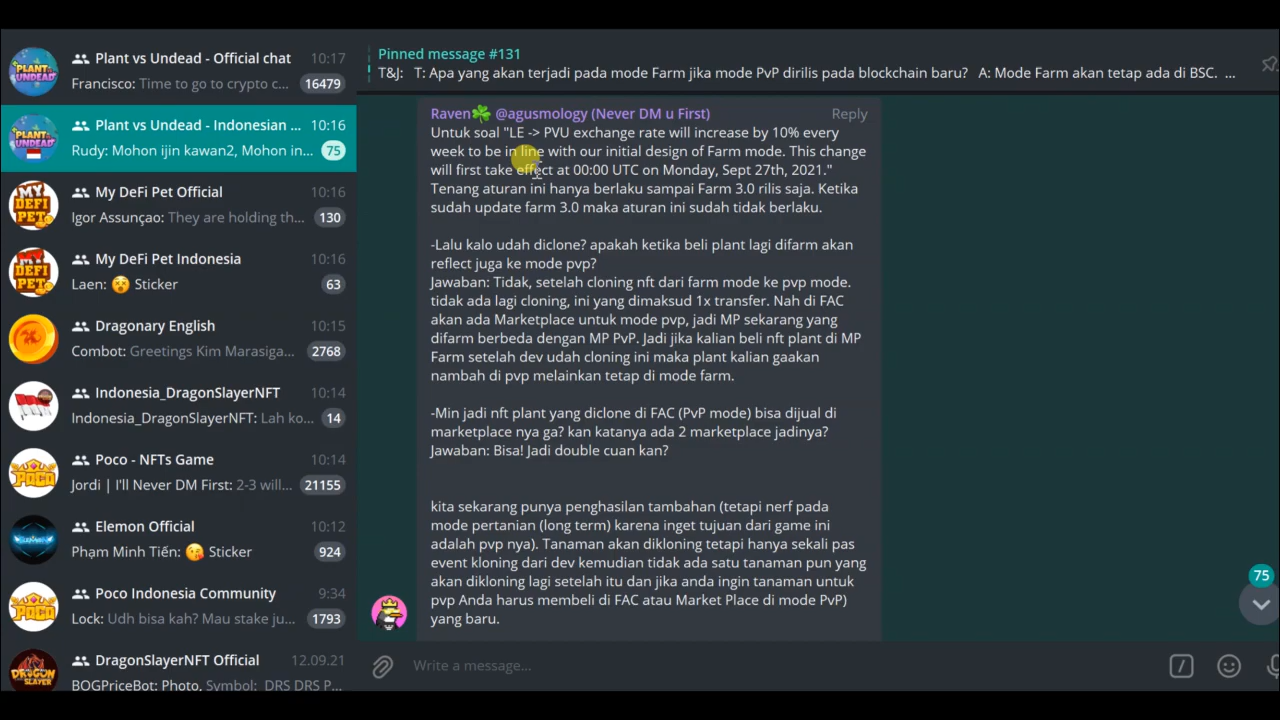 Plant vs Undead - Official chat 10:17
Francisco: Time to go to crypto c... 16479
Plant vs Undead - Indonesian ... 10:16
Rudy: Mohon ijin kawan2, Mohon in... 75
My DeFi Pet Official 10:16
Igor Assunçao: They are holding th... 130
My DeFi Pet Indonesia 10:16
Laen: 😯 Sticker 63
Dragonary English 10:15
Combot: Greetings Kim Marasiga... 2768
Indonesia_DragonSlayerNFT 10:14
Indonesia_DragonSlayerNFT: Lah ko... 14
Poco - NFTs Game 10:14
Jordi | I'll Never DM First: 2-3 will... 21155
Elemon Official 10:12
Phạm Minh Tiến: 😘 Sticker 924
Poco Indonesia Community 9:34
Lock: Udh bisa kah? Mau stake ju... 1793
DragonSlayerNFT Official 12.09.21
BOGPriceBot: Photo, Symbol: DRS DRS P...
Pinned message #131
T&J: T: Apa yang akan terjadi pada mode Farm jika mode PvP dirilis pada blockchain baru? A: Mode Farm akan tetap ada di BSC. ...
Raven☘️ @agusmology (Never DM u First) Reply
Untuk soal "LE -> PVU exchange rate will increase by 10% every
week to be in line with our initial design of Farm mode. This change
will first take effect at 00:00 UTC on Monday, Sept 27th, 2021."
Tenang aturan ini hanya berlaku sampai Farm 3.0 rilis saja. Ketika
sudah update farm 3.0 maka aturan ini sudah tidak berlaku.
-Lalu kalo udah diclone? apakah ketika beli plant lagi difarm akan
reflect juga ke mode pvp?
Jawaban: Tidak, setelah cloning nft dari farm mode ke pvp mode.
tidak ada lagi cloning, ini yang dimaksud 1x transfer. Nah di FAC
akan ada Marketplace untuk mode pvp, jadi MP sekarang yang
difarm berbeda dengan MP PvP. Jadi jika kalian beli nft plant di MP
Farm setelah dev udah cloning ini maka plant kalian gaakan
nambah di pvp melainkan tetap di mode farm.
-Min jadi nft plant yang diclone di FAC (PvP mode) bisa dijual di
marketplace nya ga? kan katanya ada 2 marketplace jadinya?
Jawaban: Bisa! Jadi double cuan kan?
kita sekarang punya penghasilan tambahan (tetapi nerf pada
mode pertanian (long term) karena inget tujuan dari game ini
adalah pvp nya). Tanaman akan dikloning tetapi hanya sekali pas
event kloning dari dev kemudian tidak ada satu tanaman pun yang
akan dikloning lagi setelah itu dan jika anda ingin tanaman untuk
pvp Anda harus membeli di FAC atau Market Place di mode PvP)
yang baru.
75
Write a message...